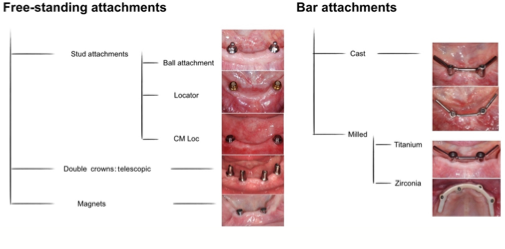 Free-standing attachments
Stud attachments
Ball attachment
Locator
CM Loc
Double crowns: telescopic
Magnets
Bar attachments
Cast
Milled
Titanium
Zirconia